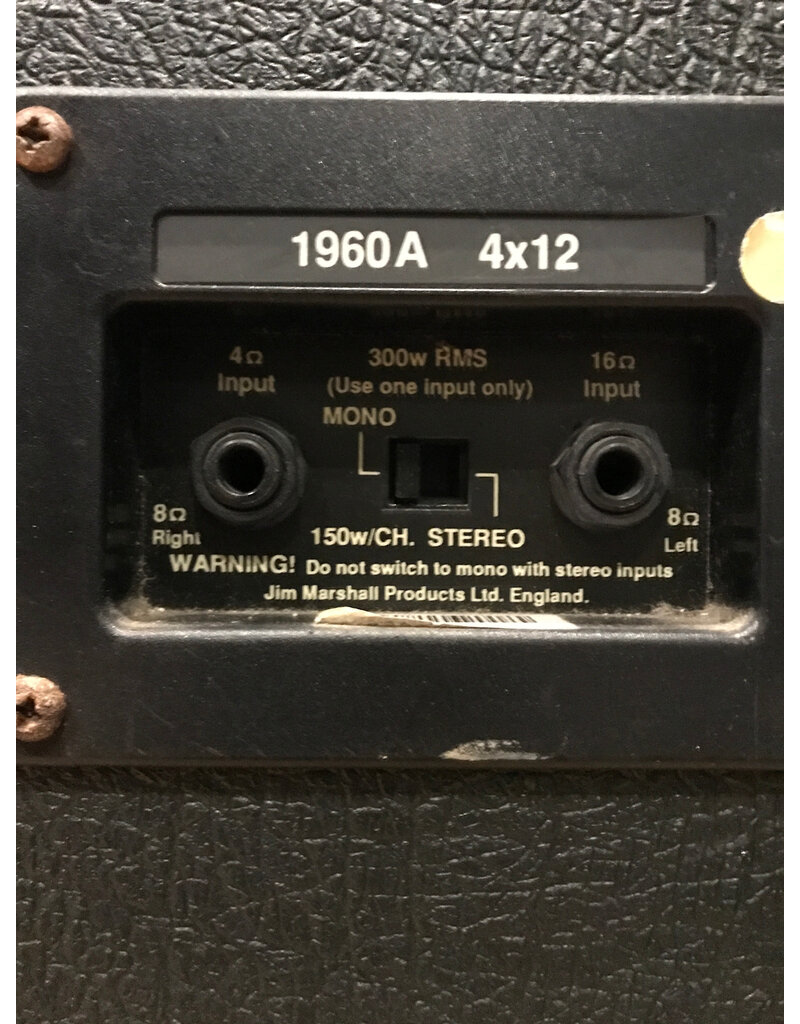 1960A 4x12
4Ω 300w RMS 16Ω
Input (Use one input only) Input
MONO
8Ω 8Ω
Right 150w/CH. STEREO Left
WARNING! Do not switch to mono with stereo inputs
Jim Marshall Products Ltd. England.